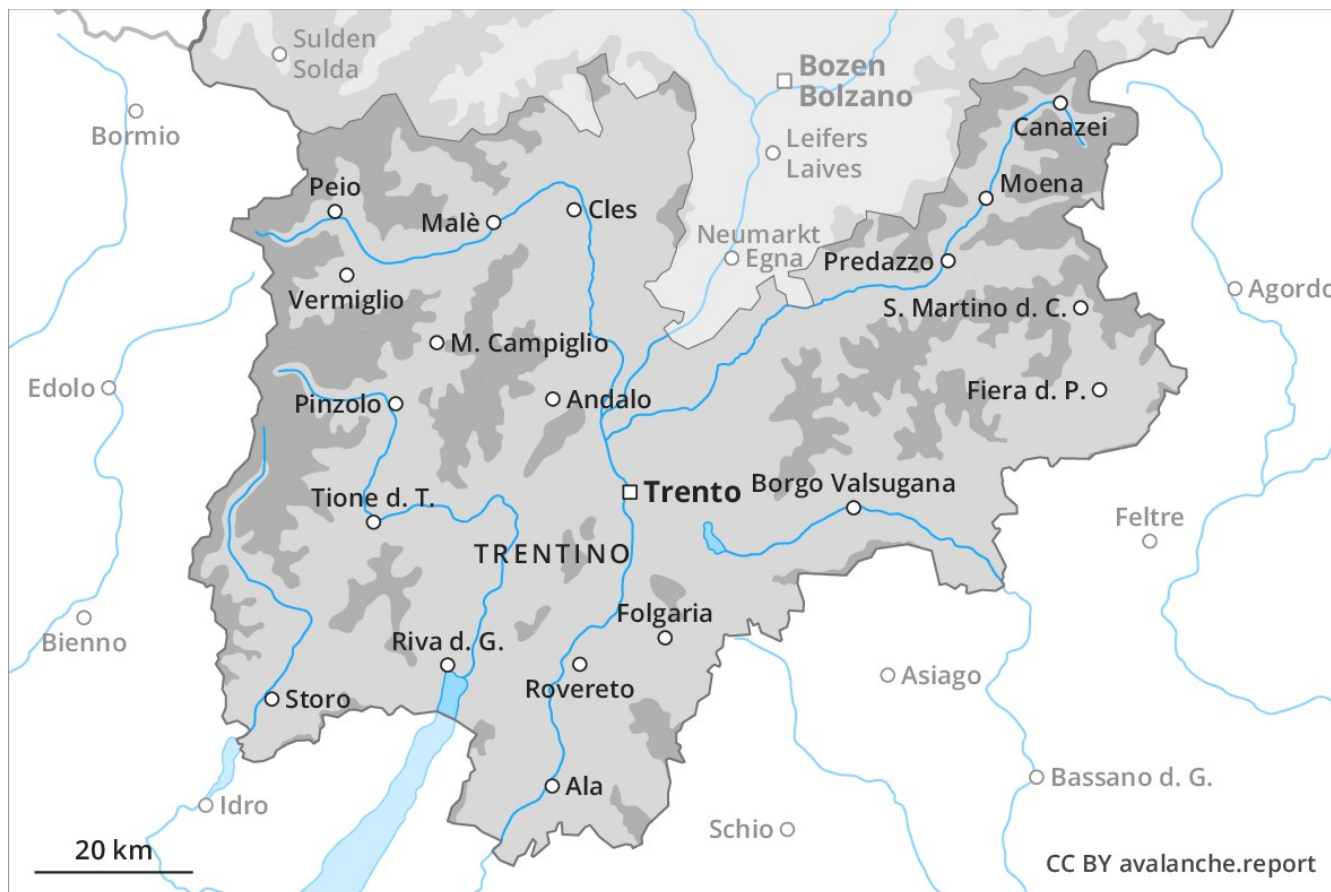 Sulden
Solda
Bozen
Bolzano
Bormio
Canazei
Leifers
Laives
Peio
Moena
Malè
Cles
Neumarkt
Egna
Predazzo
Vermiglio
Agordo
S. Martino d. C.
M. Campiglio
Edolo
Pinzolo
Andalo
Fiera d. P.
Trento
Borgo Valsugana
Tione d. T.
Feltre
TRENTINO
Folgaria
Bienno
Riva d. G.
Asiago
Rovereto
Storo
Ala
Bassano d. G.
Idro
Schio
20 km
CC BY avalanche.report